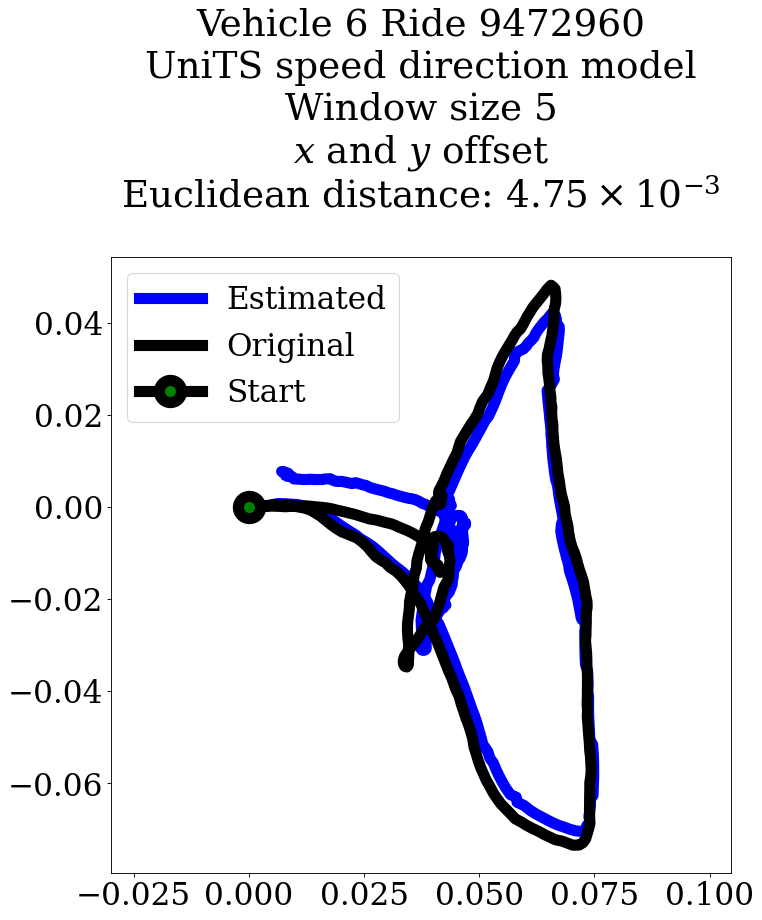 Vehicle 6 Ride 9472960
UniTS speed direction model
Window size 5
x and y offset
Euclidean distance: 4.75 × 10⁻³
Estimated
Original
Start
0.04
0.02
0.00
−0.02
−0.04
−0.06
−0.025 0.000 0.025 0.050 0.075 0.100